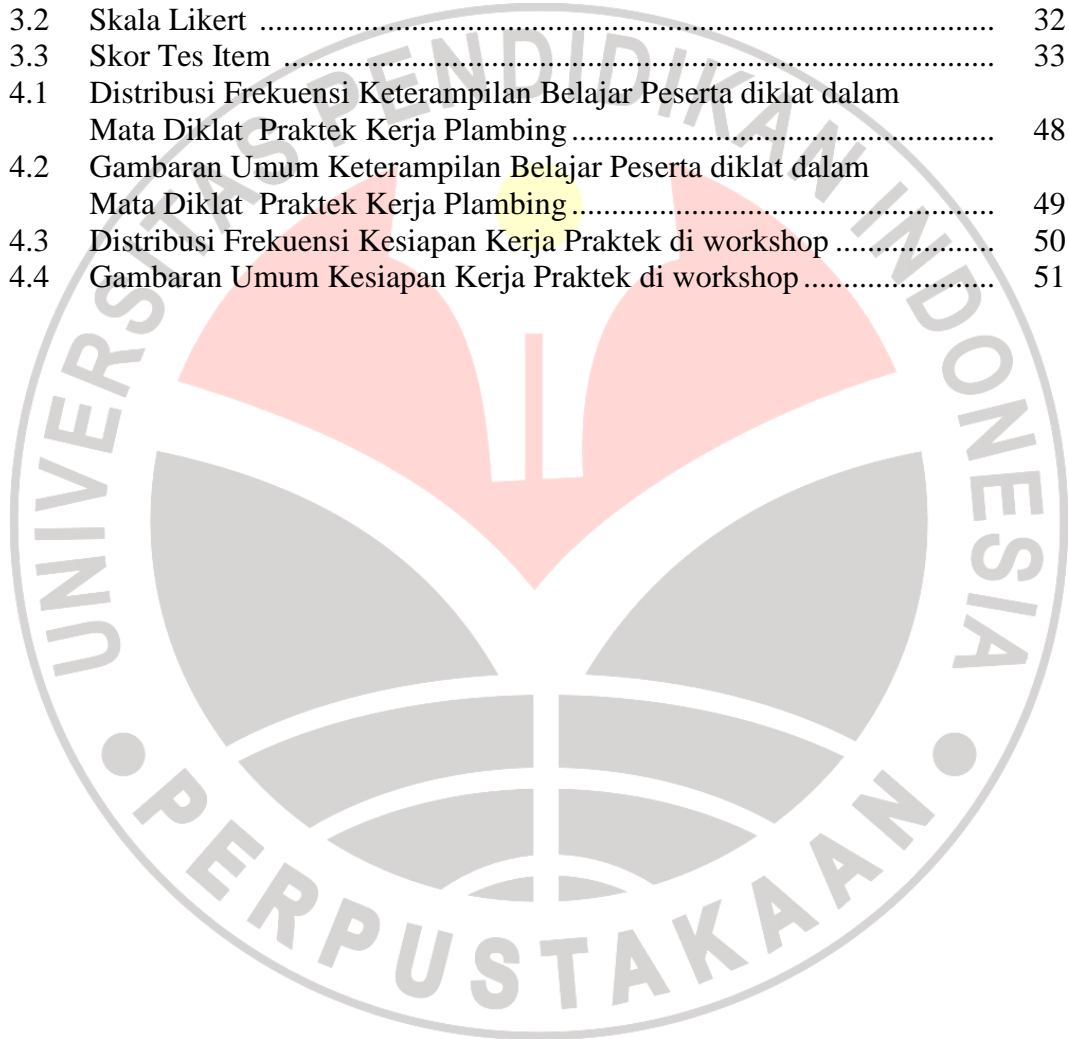 3.2 Skala Likert ........................................................................................ 32
3.3 Skor Tes Item ..................................................................................... 33
4.1 Distribusi Frekuensi Keterampilan Belajar Peserta diklat dalam
Mata Diklat Praktek Kerja Plambing................................................... 48
4.2 Gambaran Umum Keterampilan Belajar Peserta diklat dalam
Mata Diklat Praktek Kerja Plambing................................................... 49
4.3 Distribusi Frekuensi Kesiapan Kerja Praktek di workshop ................... 50
4.4 Gambaran Umum Kesiapan Kerja Praktek di workshop....................... 51
UNIVERSITAS PENDIDIKAN INDONESIA
PERPUSTAKAAN